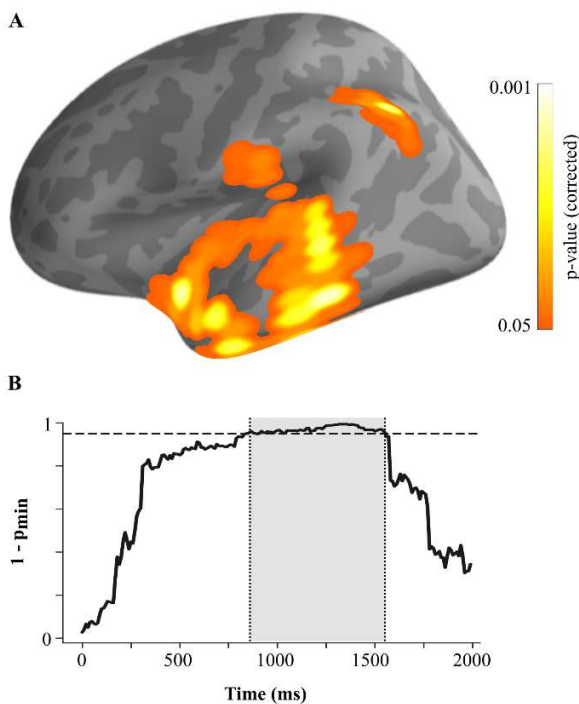 A
0.001
p-value (corrected)
0.05
B
1
1 - pmin
0
0
500
1000
1500
2000
Time (ms)